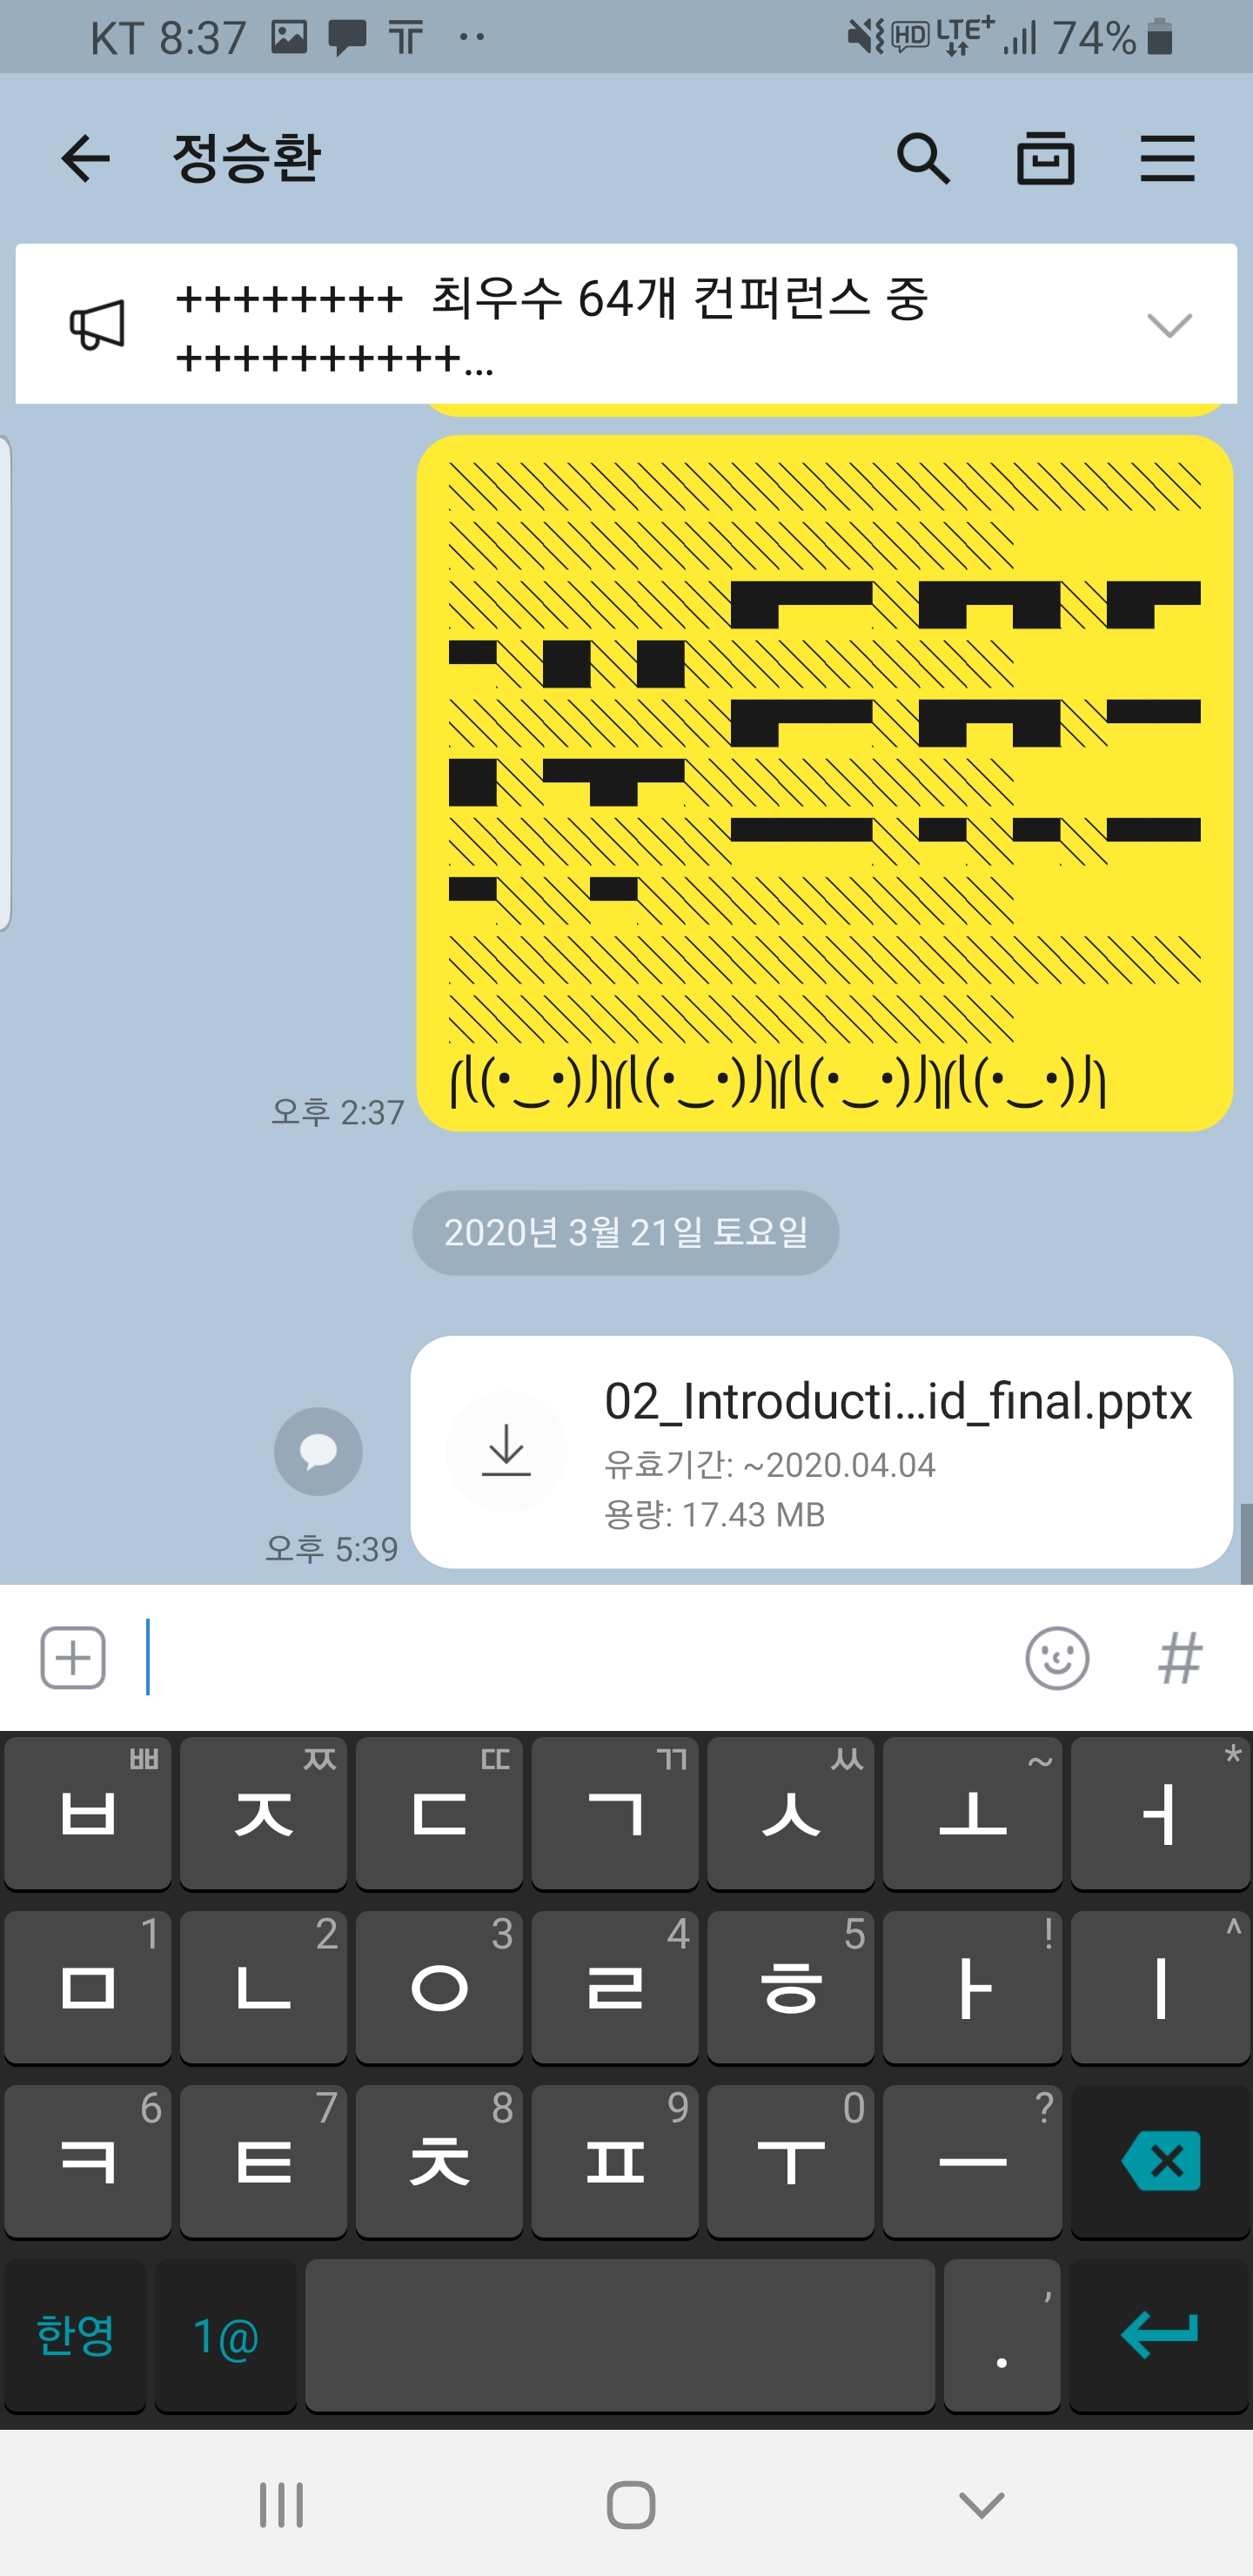 KT 8:37
HD LTE+ 74%
정승환
++++++++ 최우수 64개 컨퍼런스 중
++++++++++...
오후 2:37
2020년 3월 21일 토요일
02_Introducti...id_final.pptx
유효기간: ~2020.04.04
용량: 17.43 MB
오후 5:39
#
ㅃ ㅉ ㄸ ㄲ ㅆ ~ *
ㅂ ㅈ ㄷ ㄱ ㅅ ㅗ ㅓ
1 2 3 4 5 ! ^
ㅁ ㄴ ㅇ ㄹ ㅎ ㅏ ㅣ
6 7 8 9 0 ?
ㅋ ㅌ ㅊ ㅍ ㅜ ㅡ
한영 1@ , .